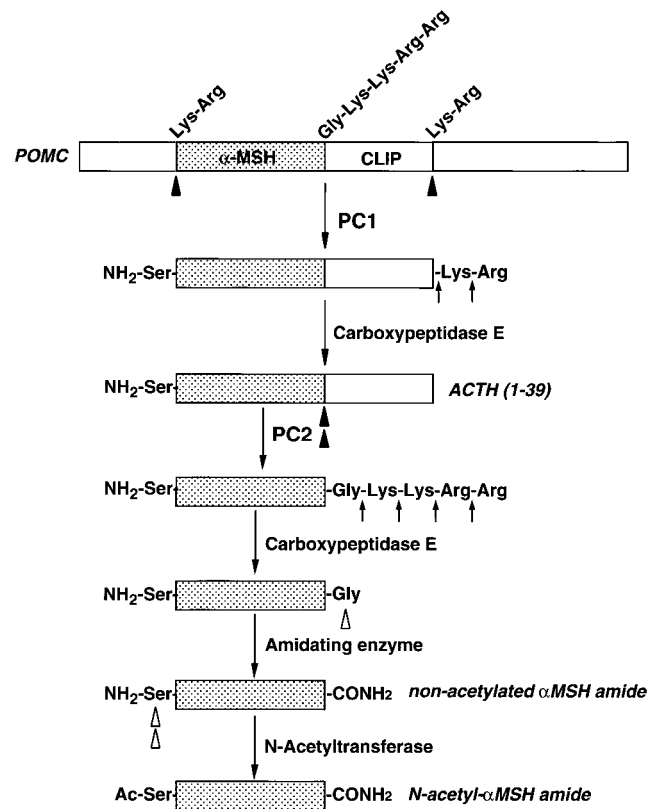 Lys-Arg
Gly-Lys-Lys-Arg-Arg
Lys-Arg
POMC
α-MSH
CLIP
PC1
NH2-Ser-
-Lys-Arg
Carboxypeptidase E
NH2-Ser-
ACTH (1-39)
PC2
NH2-Ser-
-Gly-Lys-Lys-Arg-Arg
Carboxypeptidase E
NH2-Ser-
-Gly
Amidating enzyme
NH2-Ser-
-CONH2
non-acetylated αMSH amide
N-Acetyltransferase
Ac-Ser-
-CONH2
N-acetyl-αMSH amide